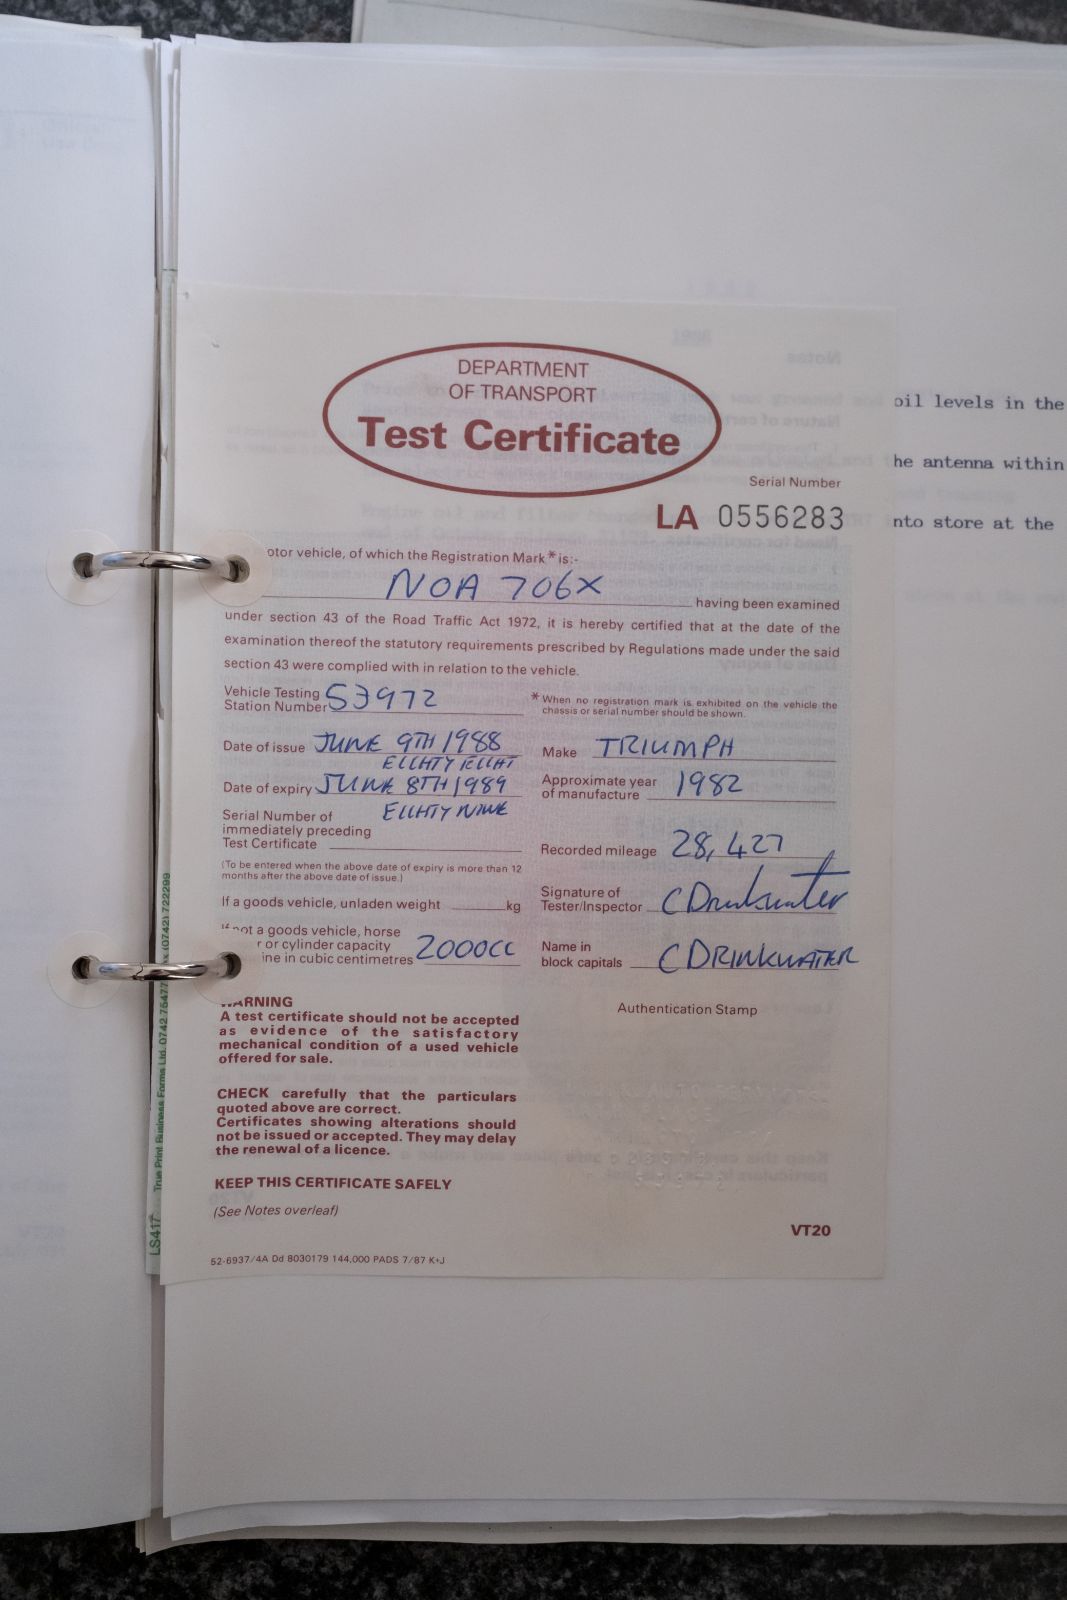 DEPARTMENT
OF TRANSPORT
Test Certificate
Serial Number
LA 0556283
otor vehicle, of which the Registration Mark* is:-
NOA 706X having been examined
under section 43 of the Road Traffic Act 1972, it is hereby certified that at the date of the
examination thereof the statutory requirements prescribed by Regulations made under the said
section 43 were complied with in relation to the vehicle.
Vehicle Testing
Station Number S3972
*When no registration mark is exhibited on the vehicle the
chassis or serial number should be shown.
Date of issue JUNE 9TH 1988
EIGHTY EIGHT
Date of expiry JUNE 8TH 1989
EIGHTY NINE
Serial Number of
immediately preceding
Test Certificate
(To be entered when the above date of expiry is more than 12
months after the above date of issue.)
If a goods vehicle, unladen weight kg
If not a goods vehicle, horse
r or cylinder capacity
ine in cubic centimetres 2000cc
Make TRIUMPH
Approximate year
of manufacture 1982
Recorded mileage 28,427
Signature of
Tester/Inspector C Drinkwater
Name in
block capitals C DRINKWATER
WARNING
A test certificate should not be accepted
as evidence of the satisfactory
mechanical condition of a used vehicle
offered for sale.
CHECK carefully that the particulars
quoted above are correct.
Certificates showing alterations should
not be issued or accepted. They may delay
the renewal of a licence.
KEEP THIS CERTIFICATE SAFELY
(See Notes overleaf)
Authentication Stamp
VT20
52-6937/4A Dd 8030179 144,000 PADS 7/87 K+J
oil levels in the
he antenna within
nto store at the
LS417 True Print Business Forms Ltd. 0742 (0742) 722299